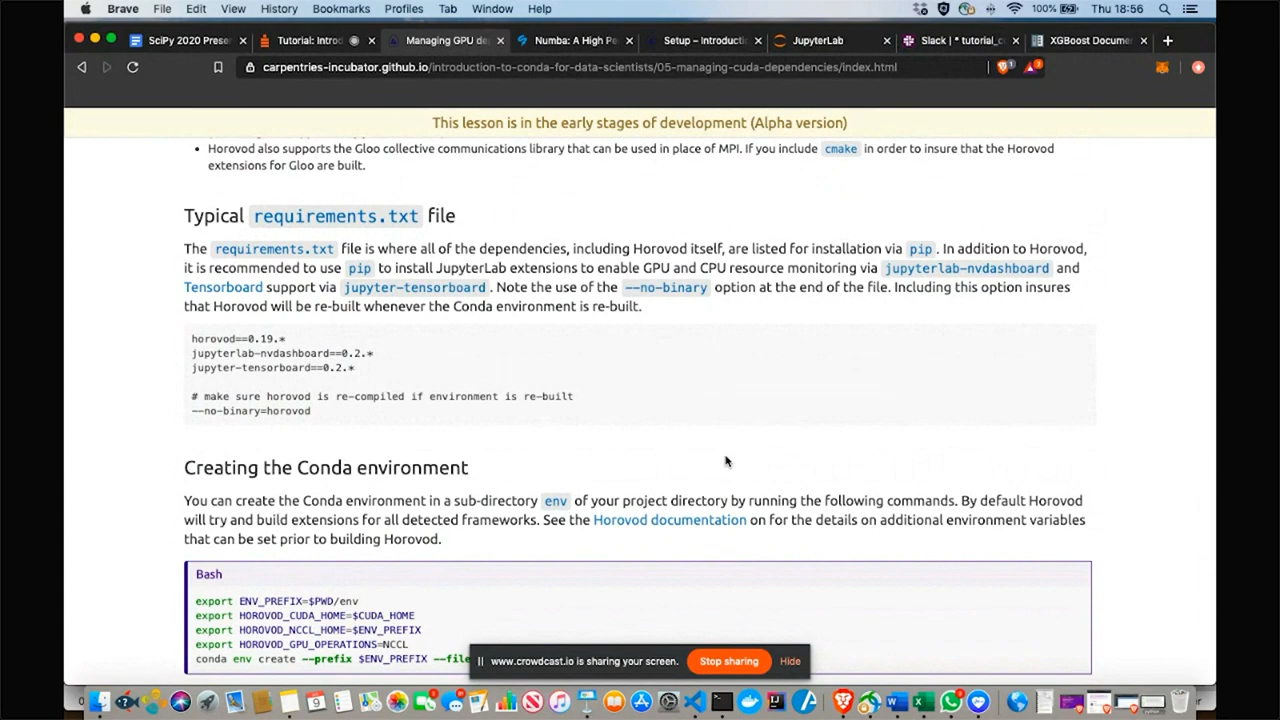 Brave File Edit View History Bookmarks Profiles Tab Window Help 100% Thu 18:56
SciPy 2020 Prese Tutorial: Introd Managing GPU de Numba: A High P Setup – Introductio JupyterLab Slack | * tutorial_c XGBoost Docume
carpentries-incubator.github.io/introduction-to-conda-for-data-scientists/05-managing-cuda-dependencies/index.html
This lesson is in the early stages of development (Alpha version)
• Horovod also supports the Gloo collective communications library that can be used in place of MPI. If you include cmake in order to insure that the Horovod
extensions for Gloo are built.
Typical requirements.txt file
The requirements.txt file is where all of the dependencies, including Horovod itself, are listed for installation via pip. In addition to Horovod,
it is recommended to use pip to install JupyterLab extensions to enable GPU and CPU resource monitoring via jupyterlab-nvdashboard and
Tensorboard support via jupyter-tensorboard. Note the use of the --no-binary option at the end of the file. Including this option insures
that Horovod will be re-built whenever the Conda environment is re-built.
horovod==0.19.*
jupyterlab-nvdashboard==0.2.*
jupyter-tensorboard==0.2.*
# make sure horovod is re-compiled if environment is re-built
--no-binary=horovod
Creating the Conda environment
You can create the Conda environment in a sub-directory env of your project directory by running the following commands. By default Horovod
will try and build extensions for all detected frameworks. See the Horovod documentation on for the details on additional environment variables
that can be set prior to building Horovod.
Bash
export ENV_PREFIX=$PWD/env
export HOROVOD_CUDA_HOME=$CUDA_HOME
export HOROVOD_NCCL_HOME=$ENV_PREFIX
export HOROVOD_GPU_OPERATIONS=NCCL
conda env create --prefix $ENV_PREFIX --file
www.crowdcast.io is sharing your screen. Stop sharing Hide